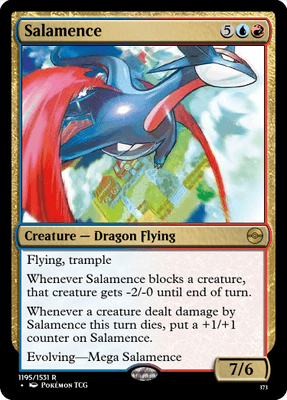 Salamence 5
Creature — Dragon Flying
Flying, trample
Whenever Salamence blocks a creature,
that creature gets -2/-0 until end of turn.
Whenever a creature dealt damage by
Salamence this turn dies, put a +1/+1
counter on Salamence.
Evolving—Mega Salamence
7/6
1195/1531 R
• Pokémon TCG
373